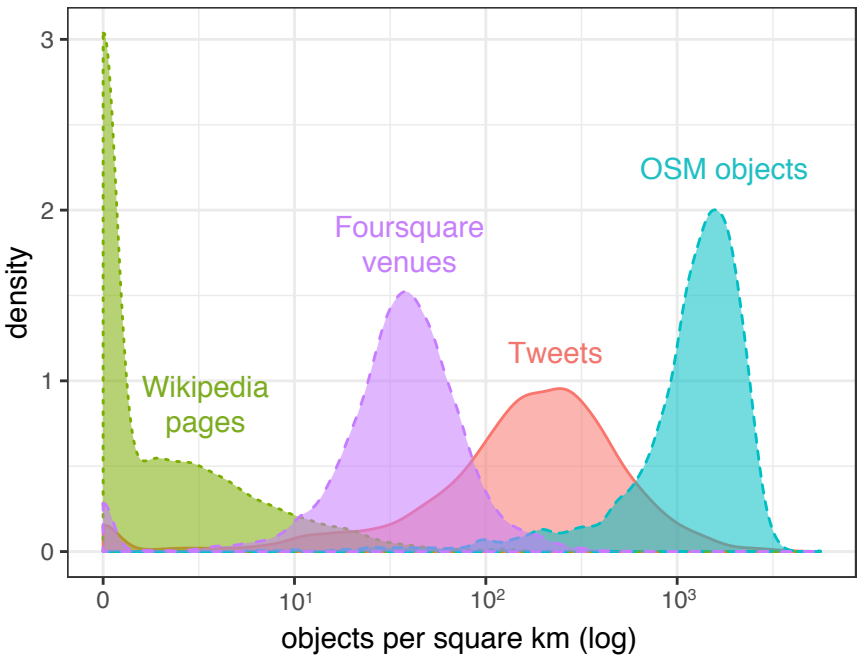 3
2
1
0
density
OSM objects
Foursquare
venues
Tweets
Wikipedia
pages
0
10¹
10²
10³
objects per square km (log)